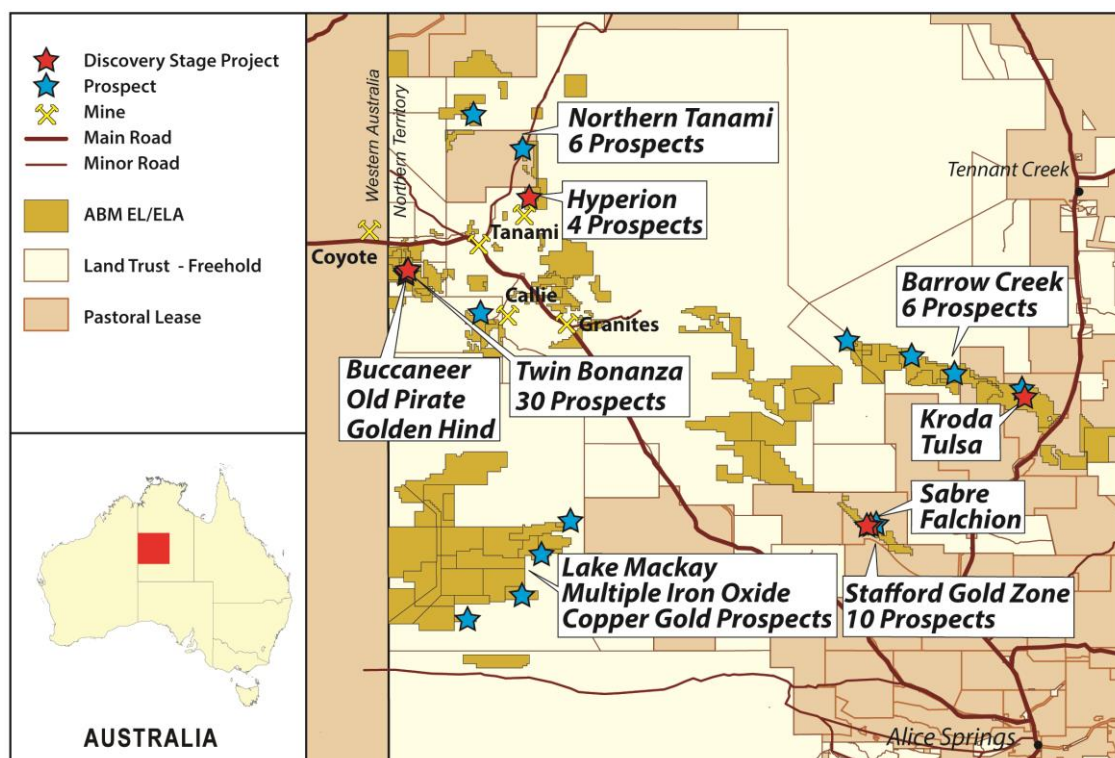 Discovery Stage Project
Prospect
Mine
Main Road
Minor Road
ABM EL/ELA
Land Trust - Freehold
Pastoral Lease
AUSTRALIA
Western Australia
Northern Territory
Northern Tanami
6 Prospects
Hyperion
4 Prospects
Tanami
Coyote
Callie
Granites
Buccaneer
Old Pirate
Golden Hind
Twin Bonanza
30 Prospects
Tennant Creek
Barrow Creek
6 Prospects
Kroda
Tulsa
Sabre
Falchion
Lake Mackay
Multiple Iron Oxide
Copper Gold Prospects
Stafford Gold Zone
10 Prospects
Alice Springs